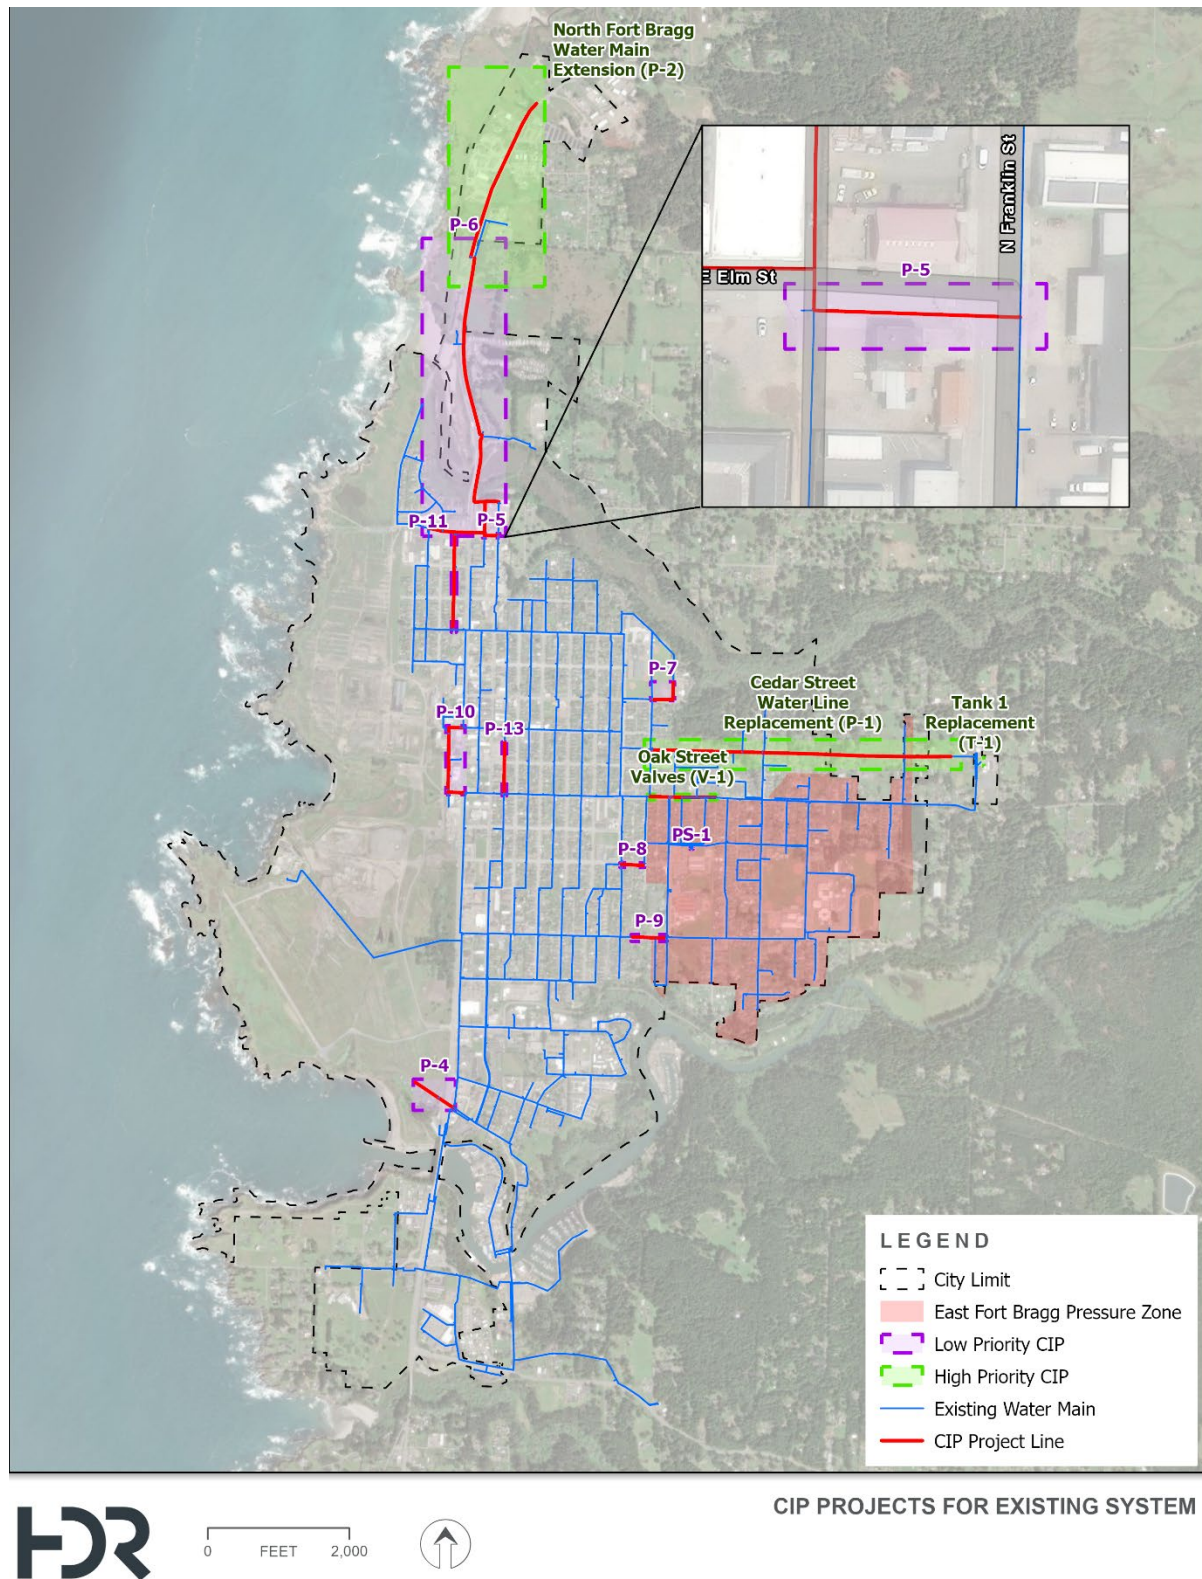 North Fort Bragg
Water Main
Extension (P-2)
P-6
N Franklin St
P-5
E Elm St
P-11
P-5
P-7
Cedar Street
Water Line
Replacement (P-1)
Tank 1
Replacement
(T-1)
P-10
P-13
Oak Street
Valves (V-1)
PS-1
P-8
P-9
P-4
LEGEND
City Limit
East Fort Bragg Pressure Zone
Low Priority CIP
High Priority CIP
Existing Water Main
CIP Project Line
CIP PROJECTS FOR EXISTING SYSTEM
HDR
0 FEET 2,000